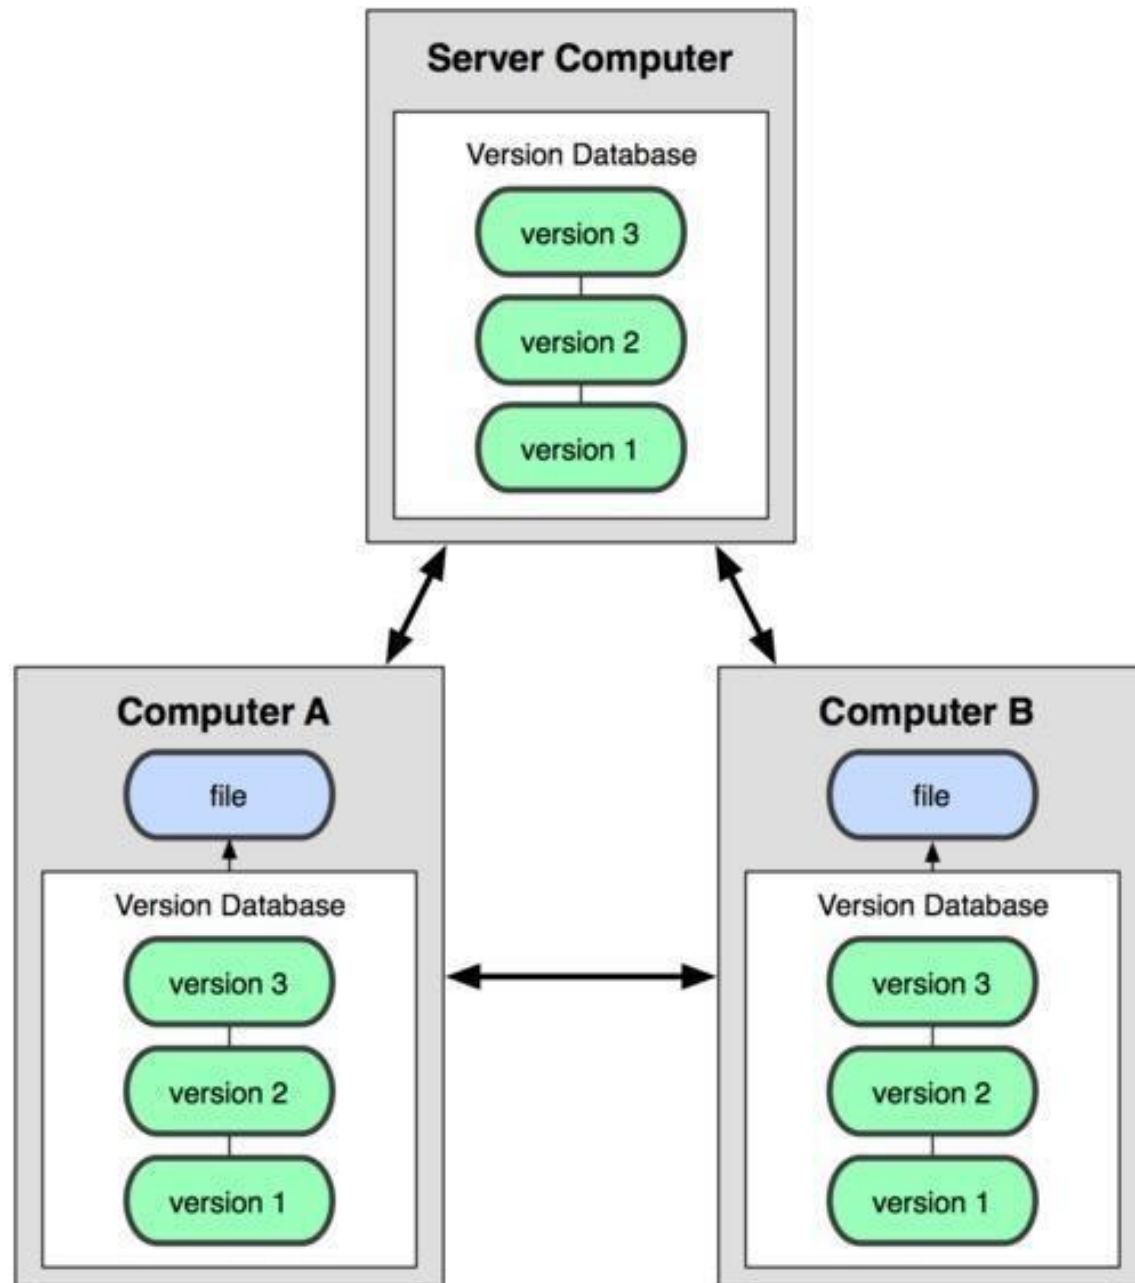 Server Computer
Version Database
version 3
version 2
version 1
Computer A
file
Version Database
version 3
version 2
version 1
Computer B
file
Version Database
version 3
version 2
version 1